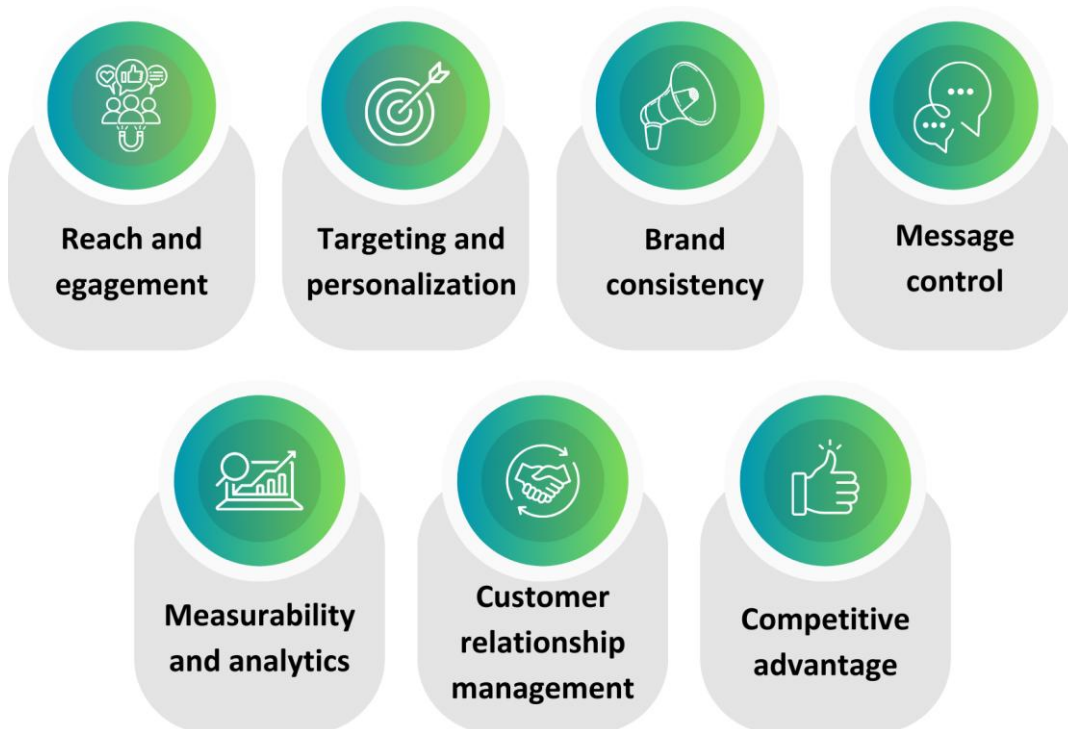 Reach and
egagement
Targeting and
personalization
Brand
consistency
Message
control
Measurability
and analytics
Customer
relationship
management
Competitive
advantage